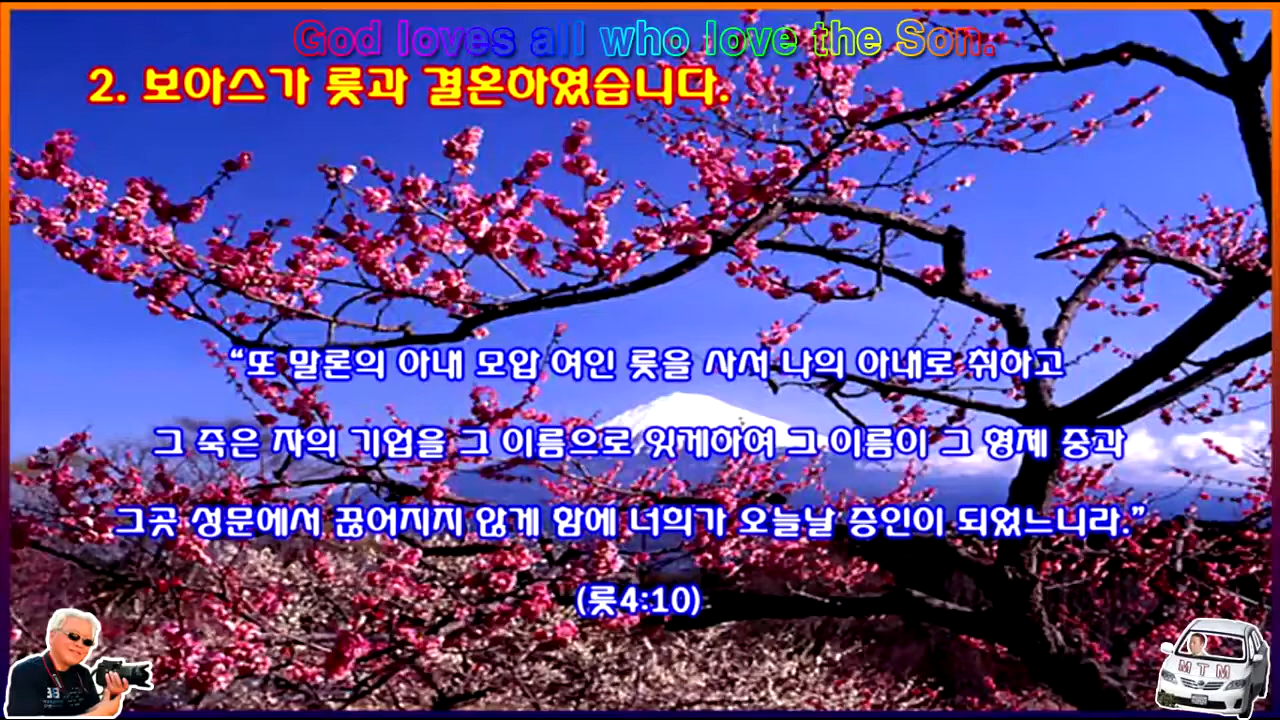 God loves all who love the Son.
2. 보아스가 룻과 결혼하였습니다.
“또 말론의 아내 모압 여인 룻을 사서 나의 아내로 취하고
그 죽은 자의 기업을 그 이름으로 잇게하여 그 이름이 그 형제 중과
그곳 성문에서 끊어지지 않게 함에 너희가 오늘날 증인이 되었느니라.”
(룻4:10)
M T M